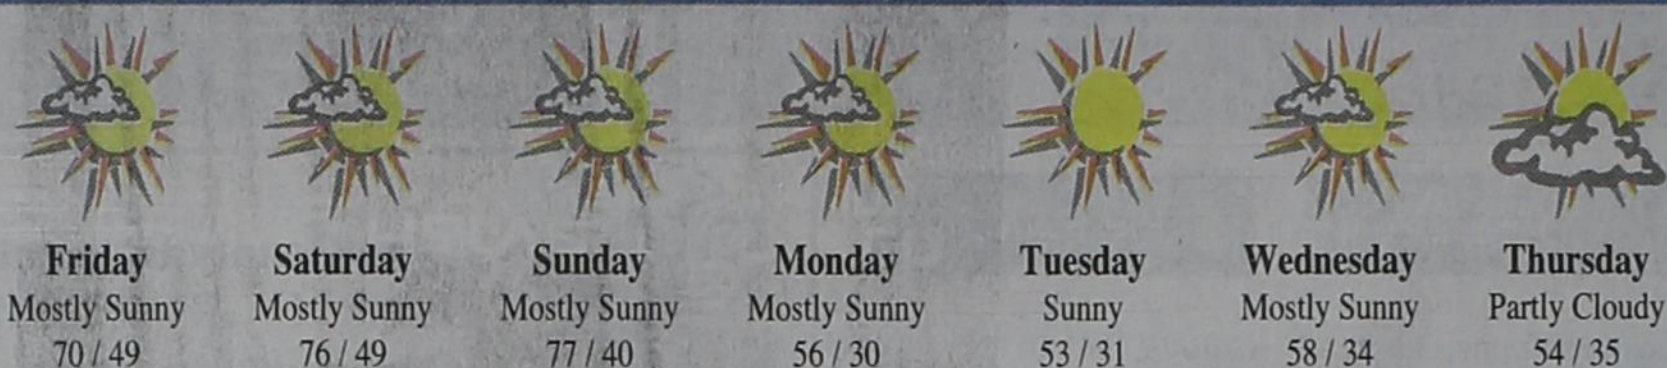 Friday
Mostly Sunny
70 / 49
Saturday
Mostly Sunny
76 / 49
Sunday
Mostly Sunny
77 / 40
Monday
Mostly Sunny
56 / 30
Tuesday
Sunny
53 / 31
Wednesday
Mostly Sunny
58 / 34
Thursday
Partly Cloudy
54 / 35